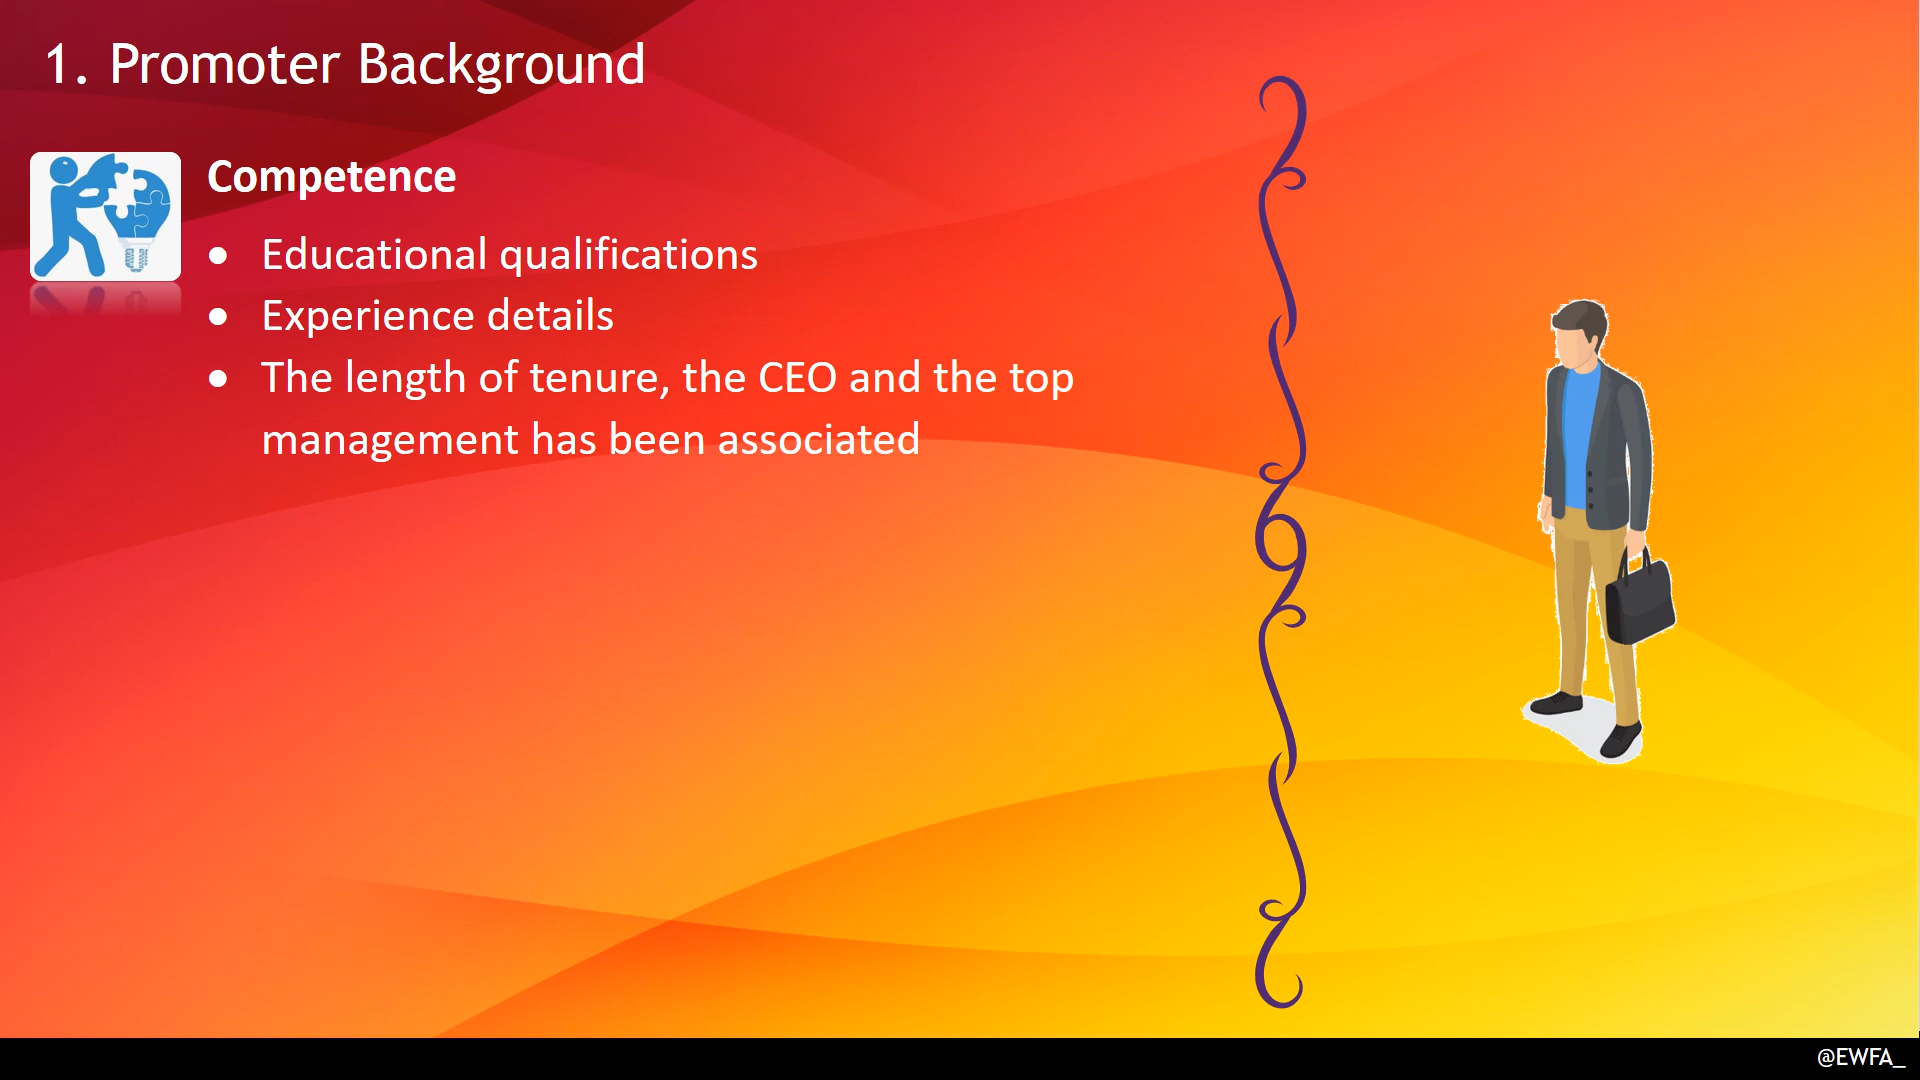 1. Promoter Background
Competence
● Educational qualifications
● Experience details
● The length of tenure, the CEO and the top
management has been associated
@EWFA_